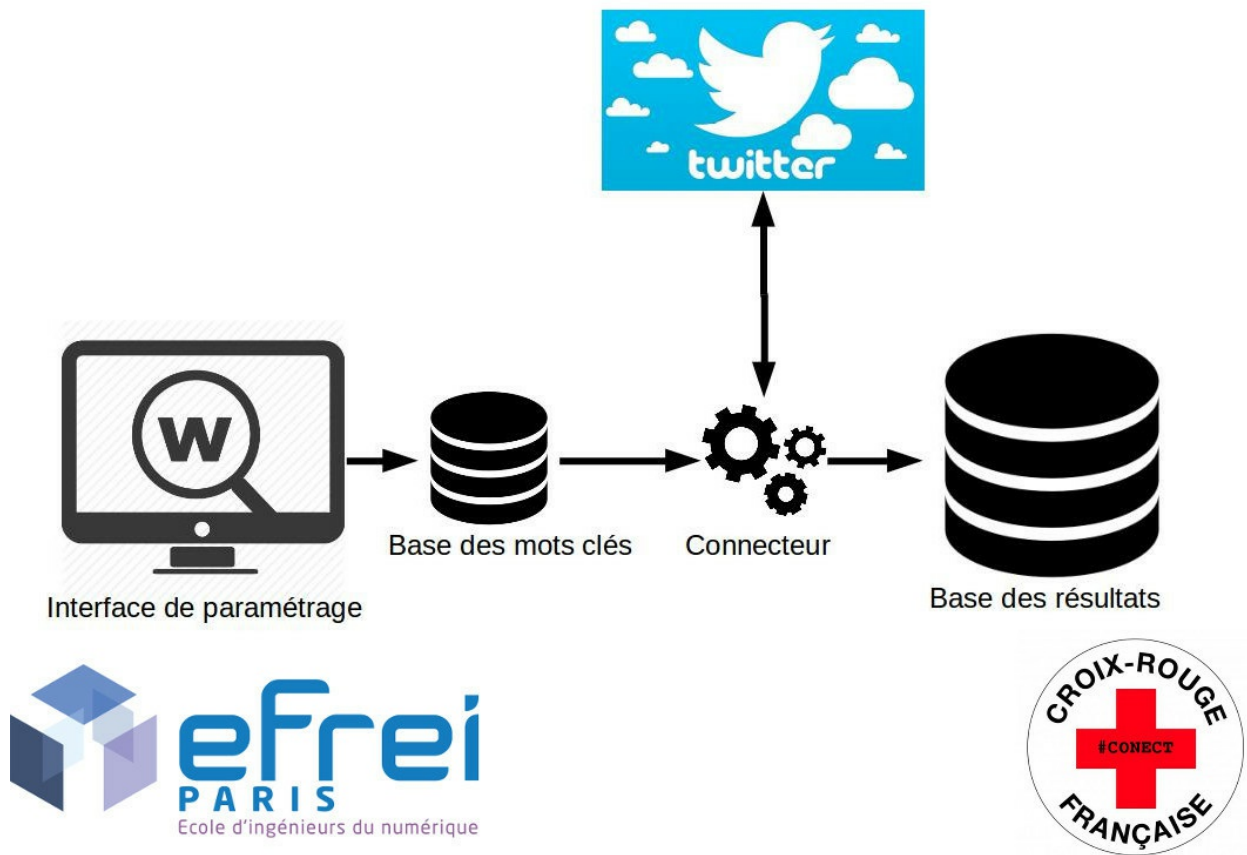 twitter
W
Base des mots clés
Connecteur
Interface de paramétrage
Base des résultats
efrei
PARIS
Ecole d'ingénieurs du numérique
CROIX-ROUGE
#CONECT
FRANÇAISE